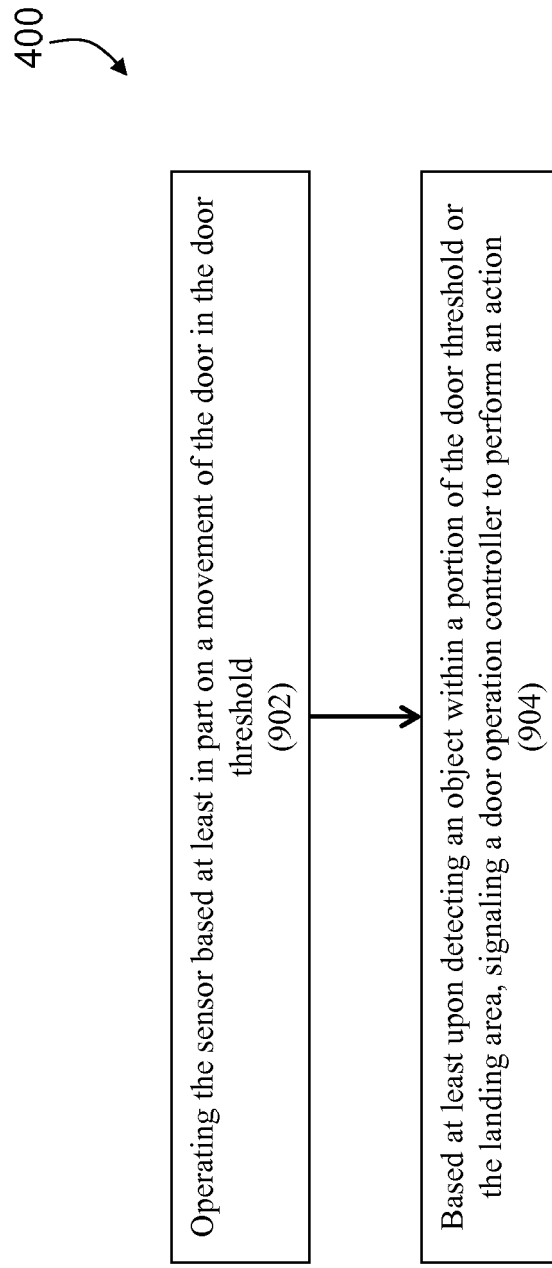 400
Operating the sensor based at least in part on a movement of the door in the door
threshold
(902)
Based at least upon detecting an object within a portion of the door threshold or
the landing area, signaling a door operation controller to perform an action
(904)